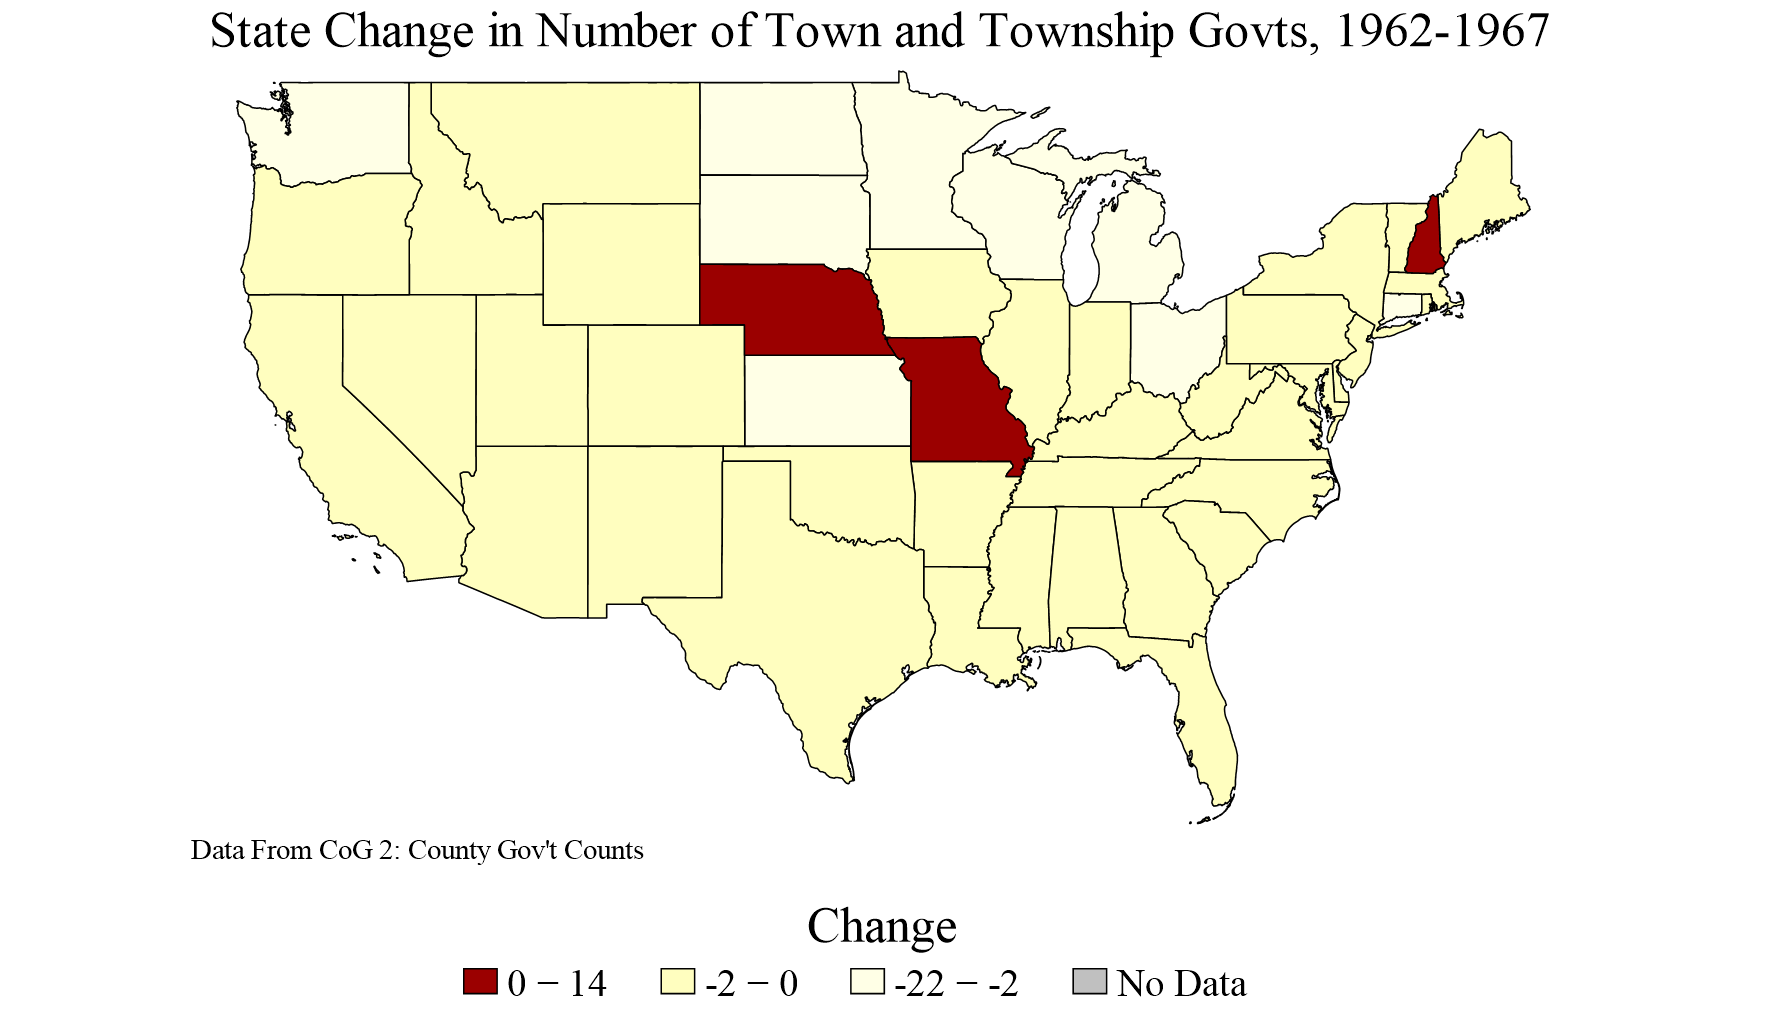 State Change in Number of Town and Township Govts, 1962-1967
Data From CoG 2: County Gov't Counts
Change
0 − 14 -2 − 0 -22 − -2 No Data